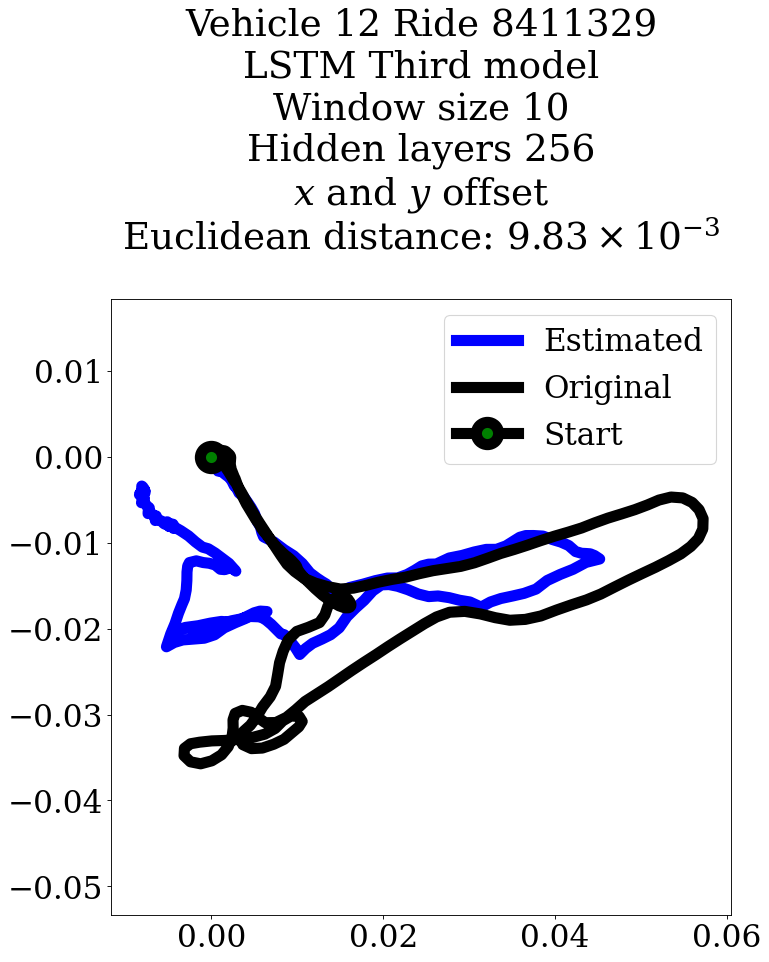 Vehicle 12 Ride 8411329
LSTM Third model
Window size 10
Hidden layers 256
x and y offset
Euclidean distance: 9.83 × 10⁻³
Estimated
Original
Start
0.01
0.00
−0.01
−0.02
−0.03
−0.04
−0.05
0.00 0.02 0.04 0.06